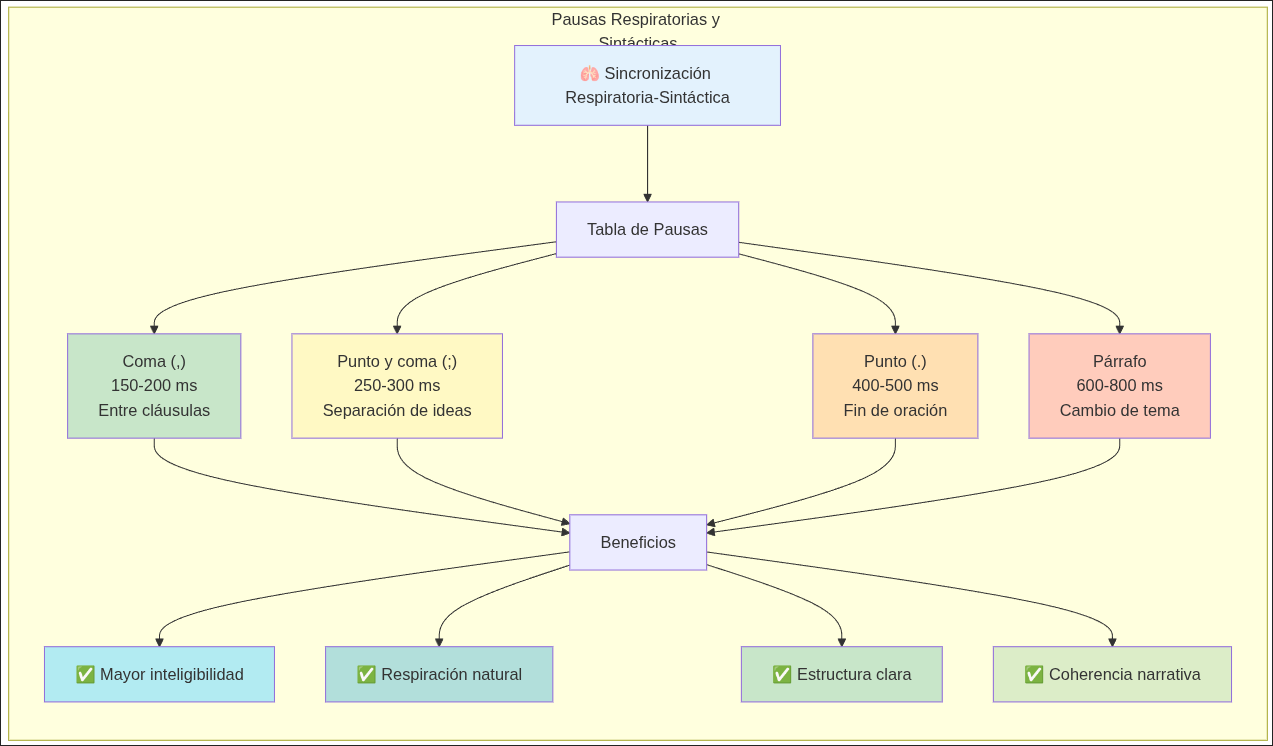 Pausas Respiratorias y
Sintácticas
🫁 Sincronización
Respiratoria-Sintáctica
Tabla de Pausas
Coma (,)
150-200 ms
Entre cláusulas
Punto y coma (;)
250-300 ms
Separación de ideas
Punto (.)
400-500 ms
Fin de oración
Párrafo
600-800 ms
Cambio de tema
Beneficios
✅ Mayor inteligibilidad
✅ Respiración natural
✅ Estructura clara
✅ Coherencia narrativa